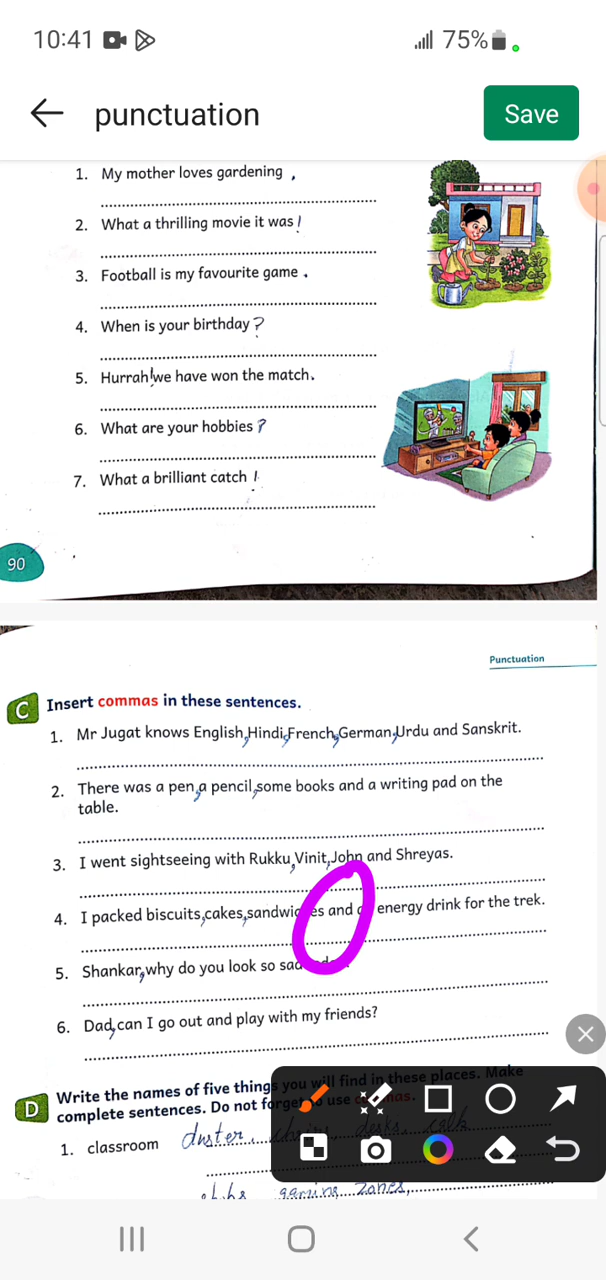 10:41
75%
punctuation
Save
1. My mother loves gardening ,
2. What a thrilling movie it was !
3. Football is my favourite game .
4. When is your birthday ?
5. Hurrah!we have won the match.
6. What are your hobbies ?
7. What a brilliant catch !
90
Punctuation
C Insert commas in these sentences.
1. Mr Jugat knows English,Hindi,French,German,Urdu and Sanskrit.
2. There was a pen,a pencil,some books and a writing pad on the
table.
3. I went sightseeing with Rukku,Vinit,John and Shreyas.
4. I packed biscuits,cakes, and energy drink for the trek.
5. Shankar,why do you look so
6. Dad,can I go out and play with my friends?
D Write the names of five things you will find in these places. Make
complete sentences. Do not use
1. classroom duster, chairs, desks, chalk
gaming zones,